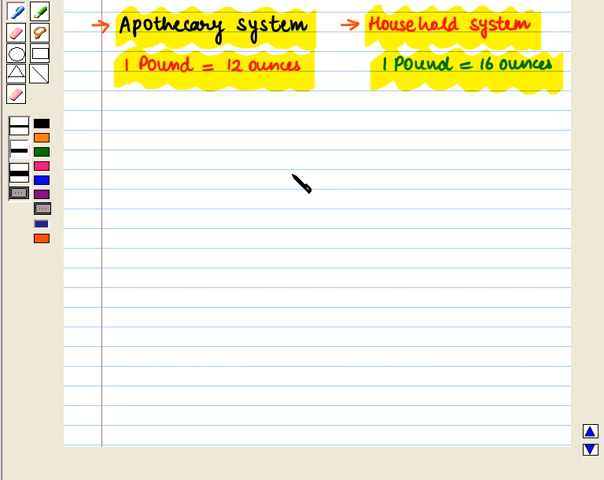 → Apothecary system
1 Pound = 12 ounces
→ Household system
1 Pound = 16 ounces